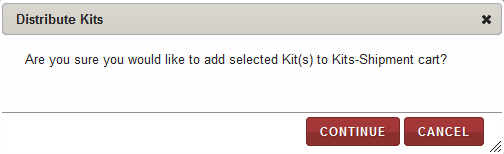 Distribute Kits
Are you sure you would like to add selected Kit(s) to Kits-Shipment cart?
CONTINUE CANCEL